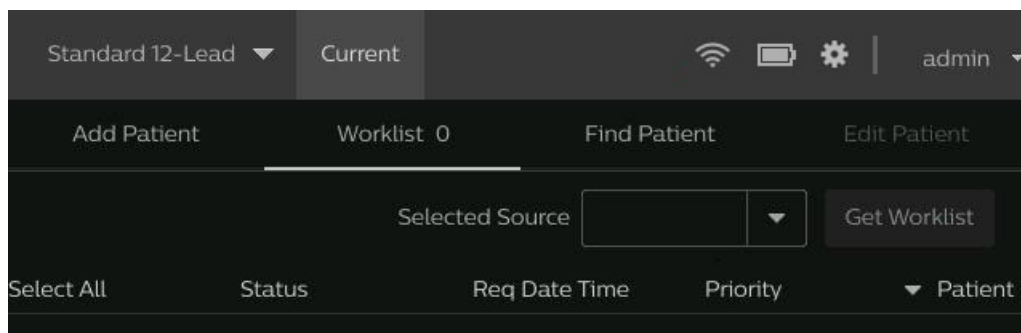 Standard 12-Lead Current admin
Add Patient Worklist 0 Find Patient Edit Patient
Selected Source Get Worklist
Select All Status Req Date Time Priority Patient